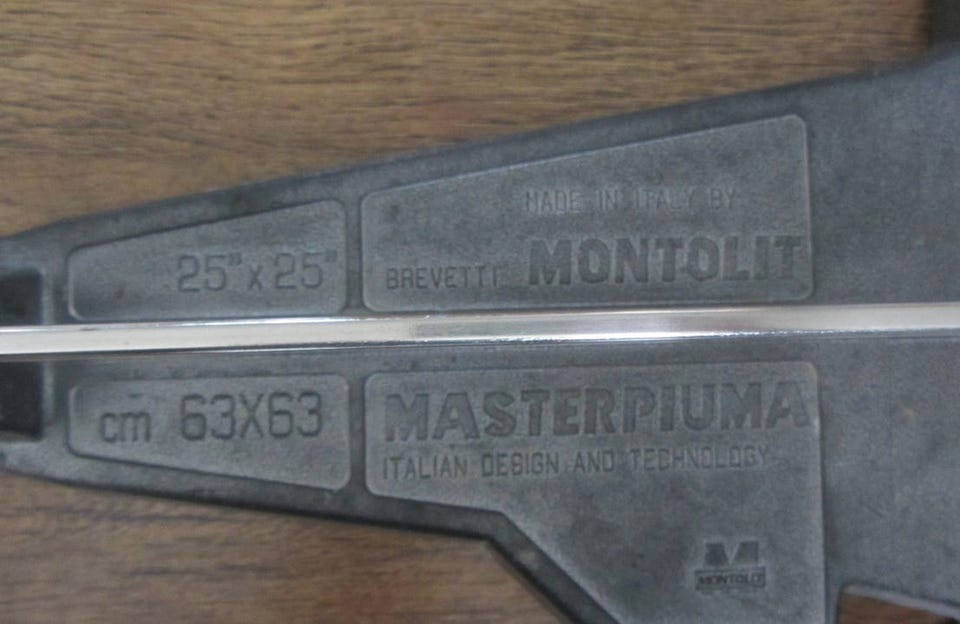 25" x 25"
MADE IN ITALY BY
BREVETTI MONTOLIT
cm 63X63
MASTERPIUMA
ITALIAN DESIGN AND TECHNOLOGY
M
MONTOLIT